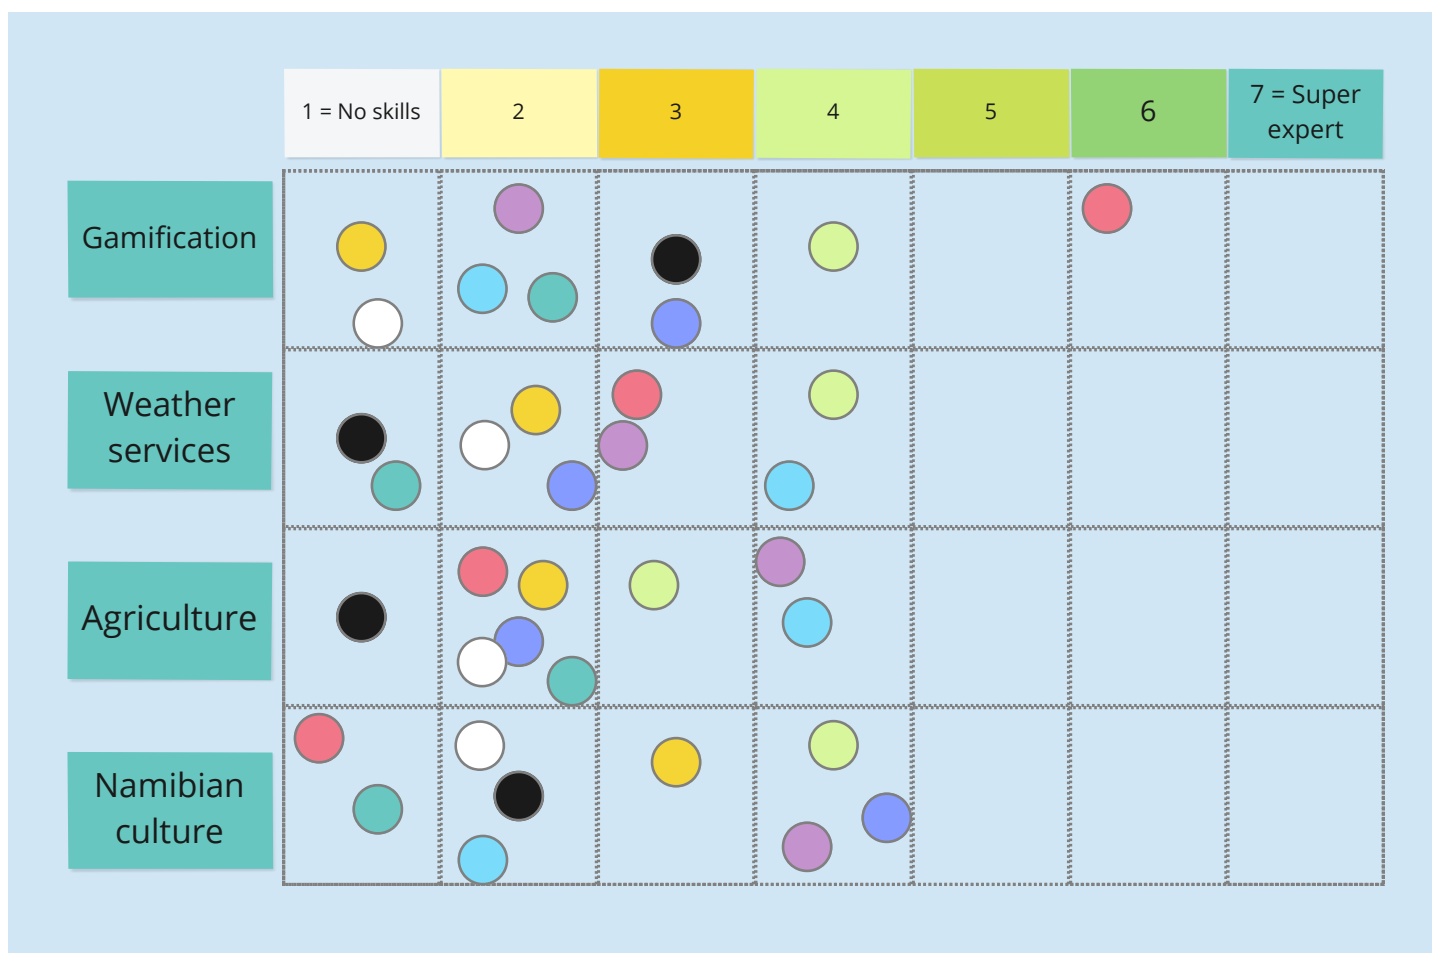 1 = No skills
2
3
4
5
6
7 = Super
expert
Gamification
Weather
services
Agriculture
Namibian
culture